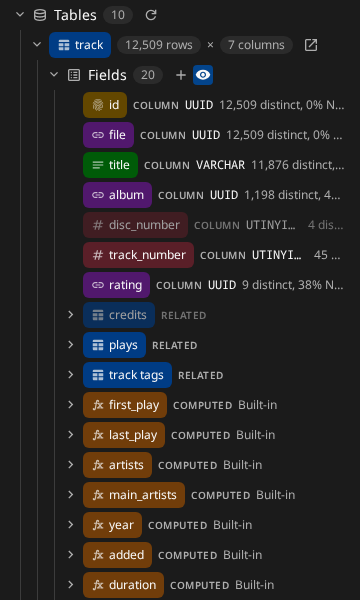 Tables 10
track 12,509 rows × 7 columns
Fields 20
id COLUMN UUID 12,509 distinct, 0% N...
file COLUMN UUID 12,509 distinct, 0% ...
title COLUMN VARCHAR 11,876 distinct,...
album COLUMN UUID 1,198 distinct, 4...
disc_number COLUMN UTINYI... 4 dis...
track_number COLUMN UTINYI... 45 ...
rating COLUMN UUID 9 distinct, 38% N...
credits RELATED
plays RELATED
track tags RELATED
first_play COMPUTED Built-in
last_play COMPUTED Built-in
artists COMPUTED Built-in
main_artists COMPUTED Built-in
year COMPUTED Built-in
added COMPUTED Built-in
duration COMPUTED Built-in